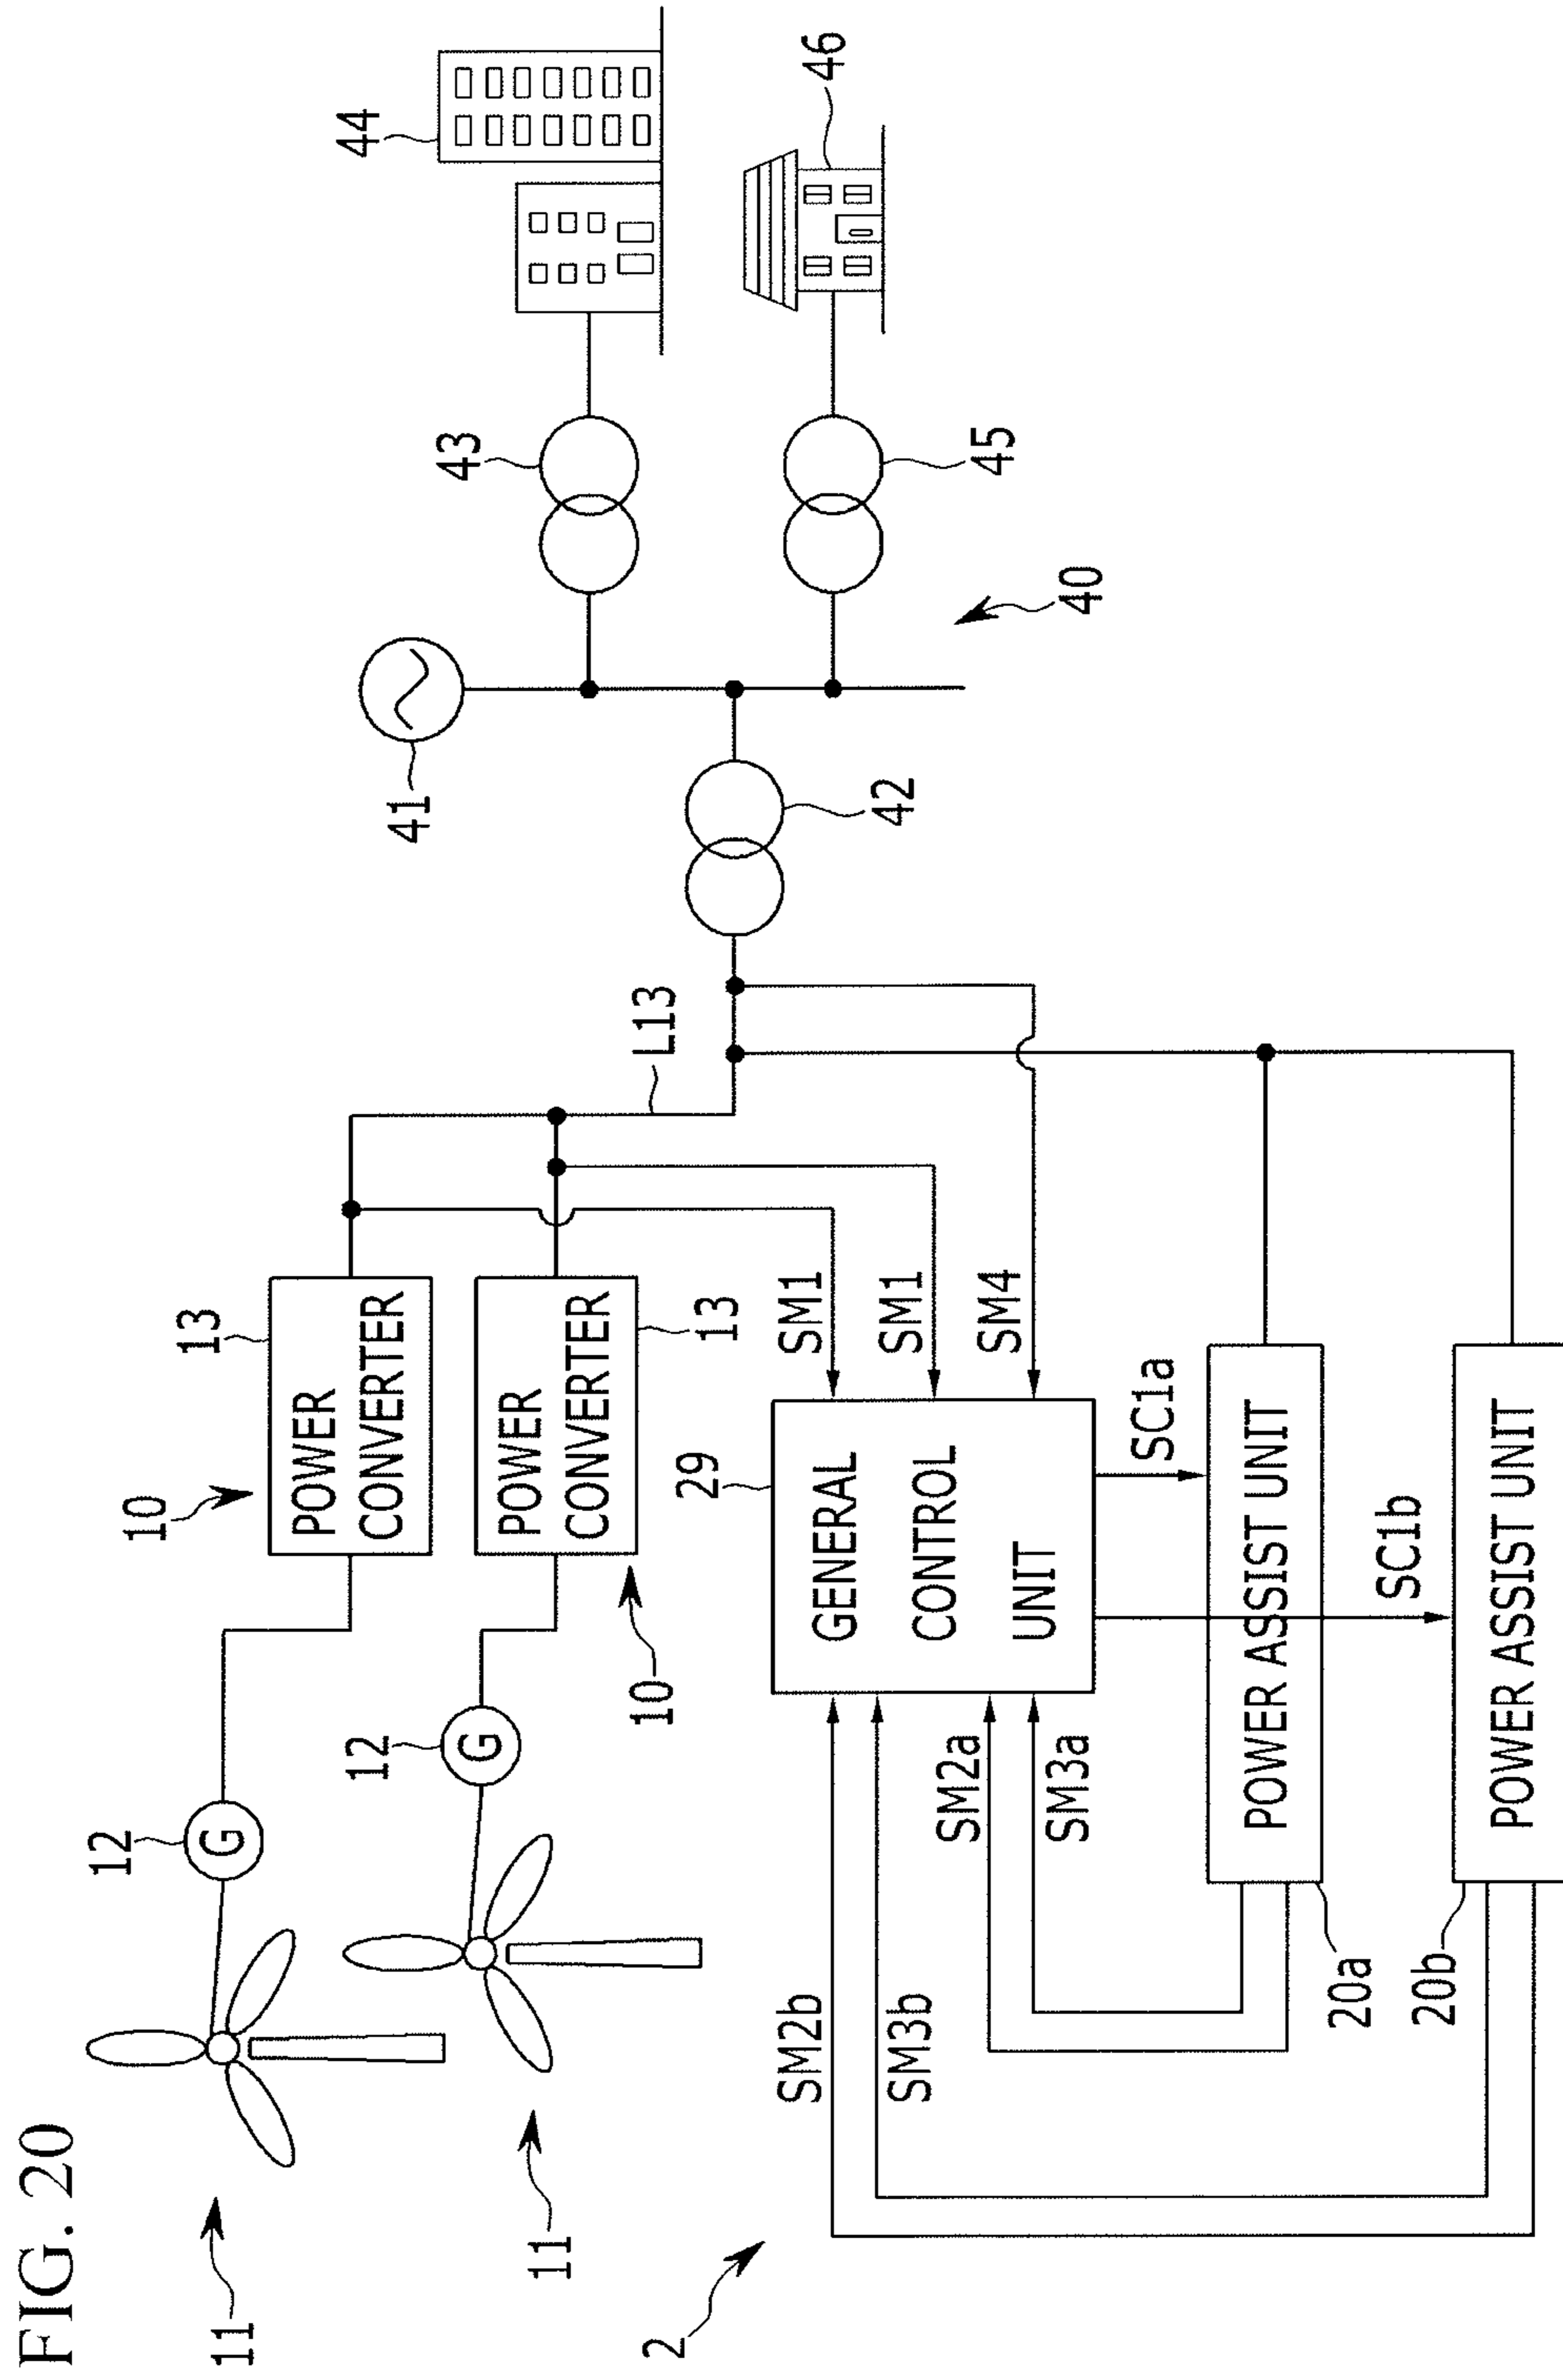 FIG. 20
11
12
G
10
13
POWER
CONVERTER
11
12
G
10
13
POWER
CONVERTER
L13
41
42
43
44
45
46
40
2
29
GENERAL
CONTROL
UNIT
SM1
SM1
SM4
SM2b
SM3b
SM2a
SM3a
SC1a
SC1b
20a
POWER ASSIST UNIT
20b
POWER ASSIST UNIT